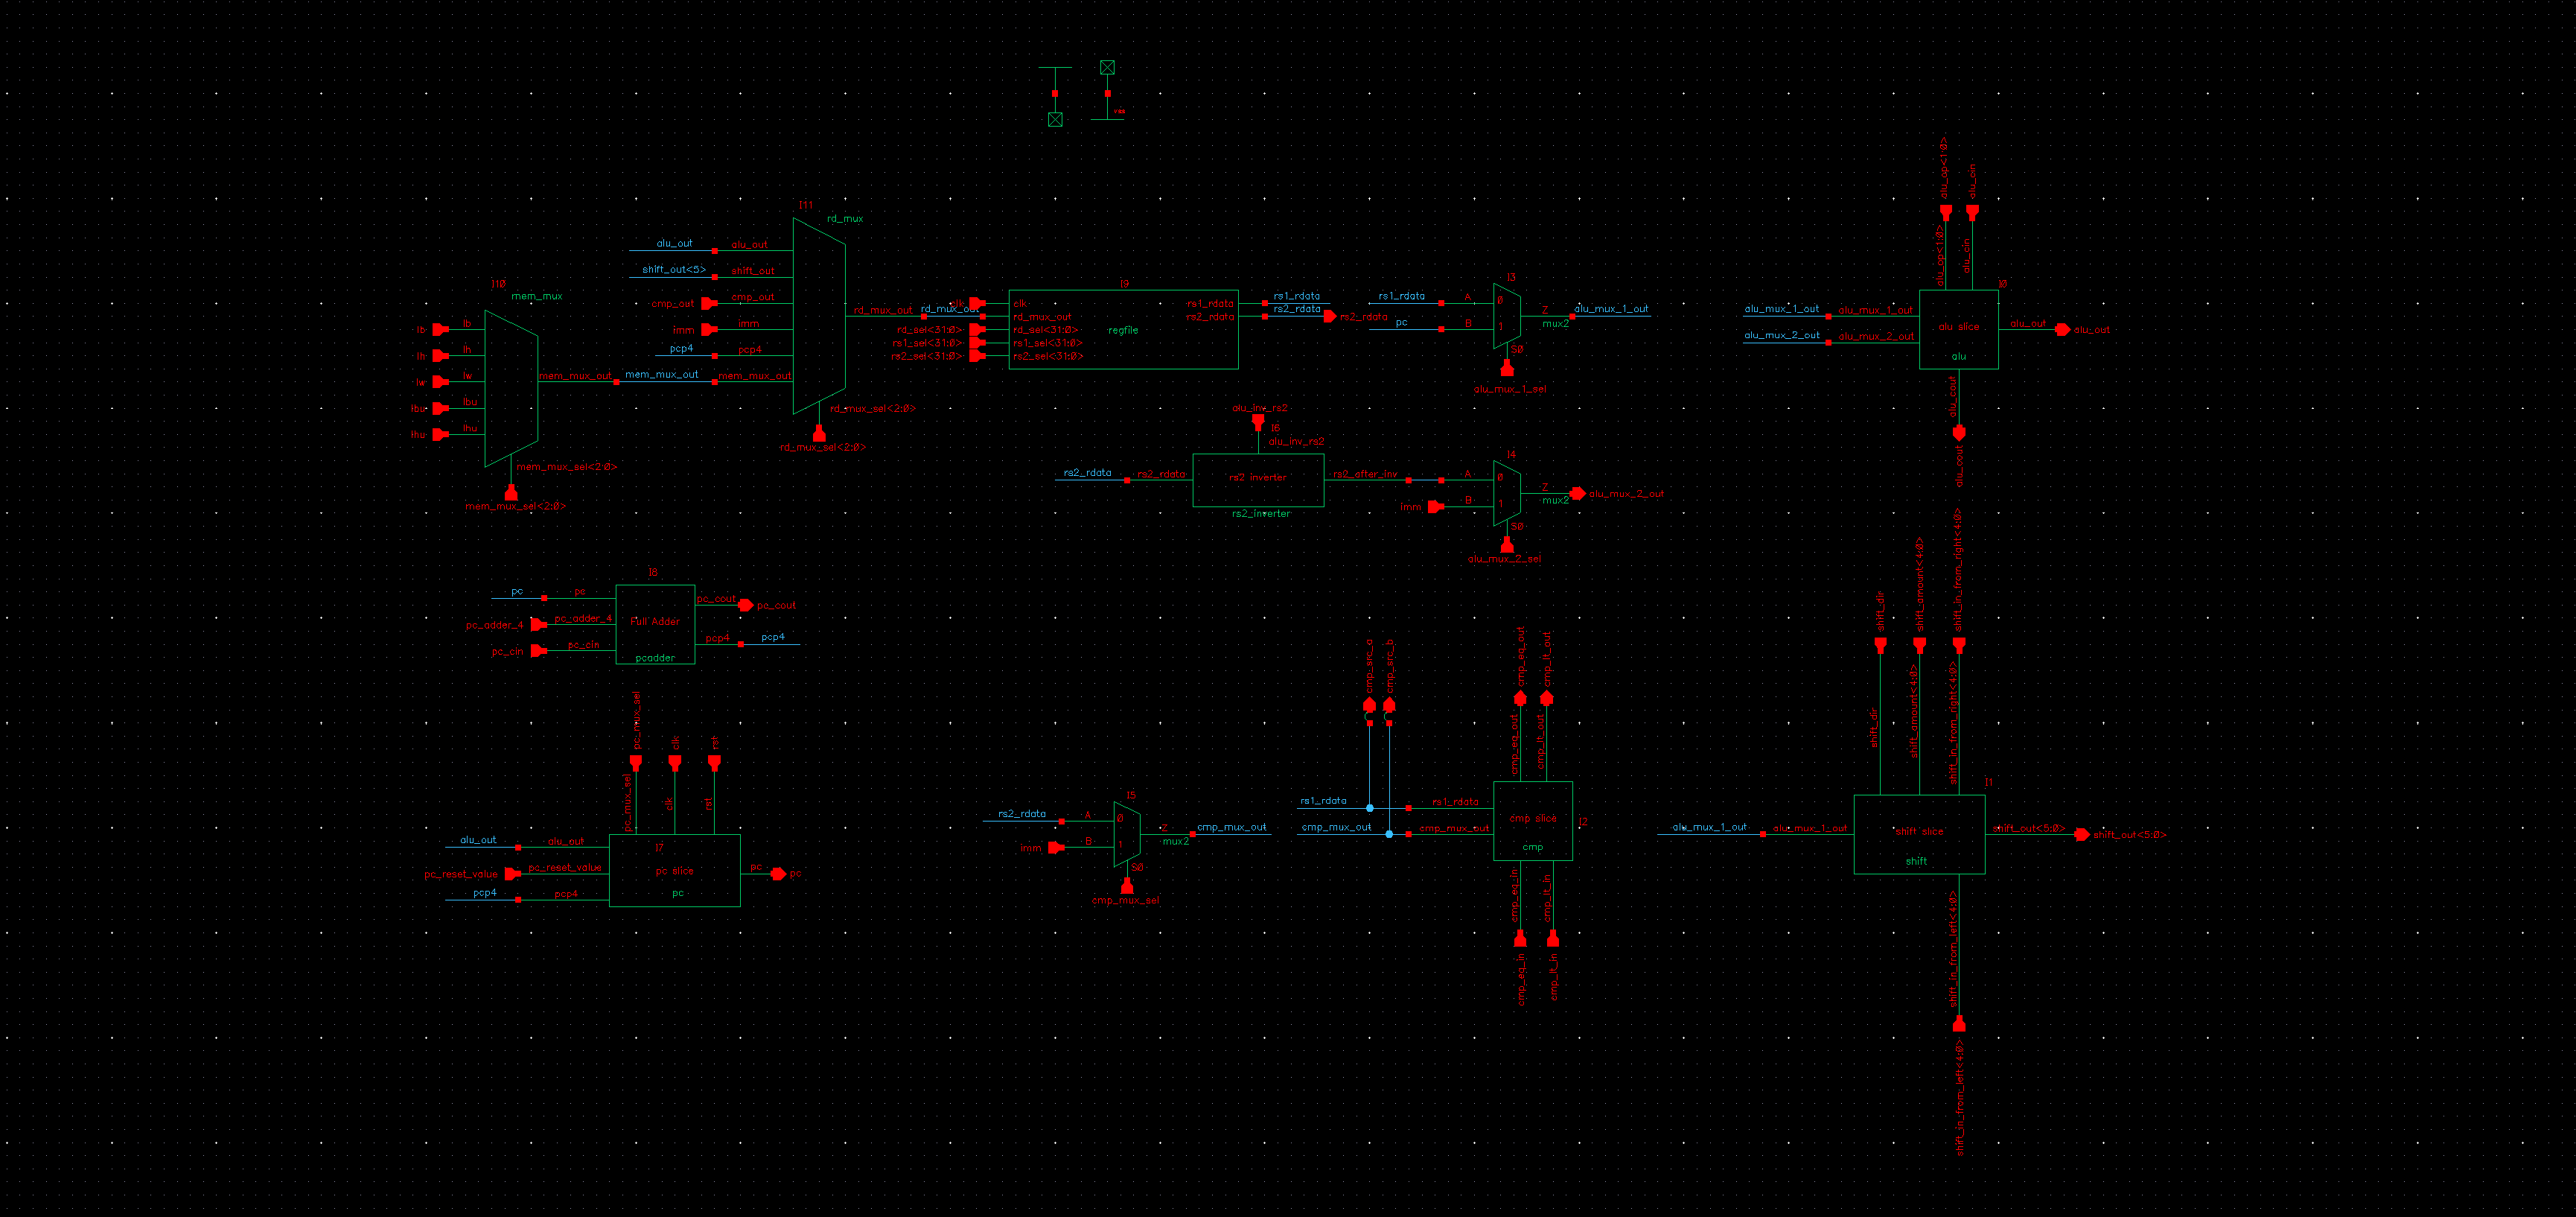 vss
alu_op<1:0>
alu_cin
alu_op<1:0>
alu_cin
I11
rd_mux
alu_out
alu_out
shift_out<5>
shift_out
cmp_out
cmp_out
imm
imm
pcp4
pcp4
mem_mux_out
mem_mux_out
mem_mux_out
rd_mux_out
rd_mux_out
rd_mux_sel<2:0>
rd_mux_sel<2:0>
I10
mem_mux
lb
lb
lh
lh
lw
lw
lbu
lbu
lhu
lhu
mem_mux_sel<2:0>
mem_mux_sel<2:0>
I9
regfile
clk
clk
rd_mux_out
rd_sel<31:0>
rd_sel<31:0>
rs1_sel<31:0>
rs1_sel<31:0>
rs2_sel<31:0>
rs2_sel<31:0>
rs1_rdata
rs1_rdata
rs2_rdata
rs2_rdata
rs2_rdata
I3
rs1_rdata
A
0
pc
B
1
Z
mux2
alu_mux_1_out
S0
alu_mux_1_sel
I0
alu_mux_1_out
alu_mux_1_out
alu_mux_2_out
alu_mux_2_out
alu slice
alu
alu_out
alu_out
alu_cout
alu_cout
alu_inv_rs2
I6
alu_inv_rs2
rs2_rdata
rs2_rdata
rs2 inverter
rs2_inverter
rs2_after_inv
I4
A
0
imm
B
1
Z
mux2
alu_mux_2_out
S0
alu_mux_2_sel
I8
pc
pc
pc_adder_4
pc_adder_4
pc_cin
pc_cin
Full Adder
pcadder
pc_cout
pc_cout
pcp4
pcp4
pc_mux_sel
clk
rst
pc_mux_sel
clk
rst
alu_out
alu_out
pc_reset_value
pc_reset_value
pcp4
pcp4
I7
pc slice
pc
pc
pc
I5
rs2_rdata
A
0
imm
B
1
Z
mux2
cmp_mux_out
S0
cmp_mux_sel
cmp_src_a
cmp_src_b
cmp_eq_out
cmp_lt_out
cmp_eq_out
cmp_lt_out
rs1_rdata
rs1_rdata
cmp_mux_out
cmp_mux_out
cmp slice
cmp
I2
cmp_eq_in
cmp_lt_in
cmp_eq_in
cmp_lt_in
shift_dir
shift_amount<4:0>
shift_in_from_right<4:0>
shift_dir
shift_amount<4:0>
shift_in_from_right<4:0>
I1
alu_mux_1_out
alu_mux_1_out
shift slice
shift
shift_out<5:0>
shift_out<5:0>
shift_in_from_left<4:0>
shift_in_from_left<4:0>